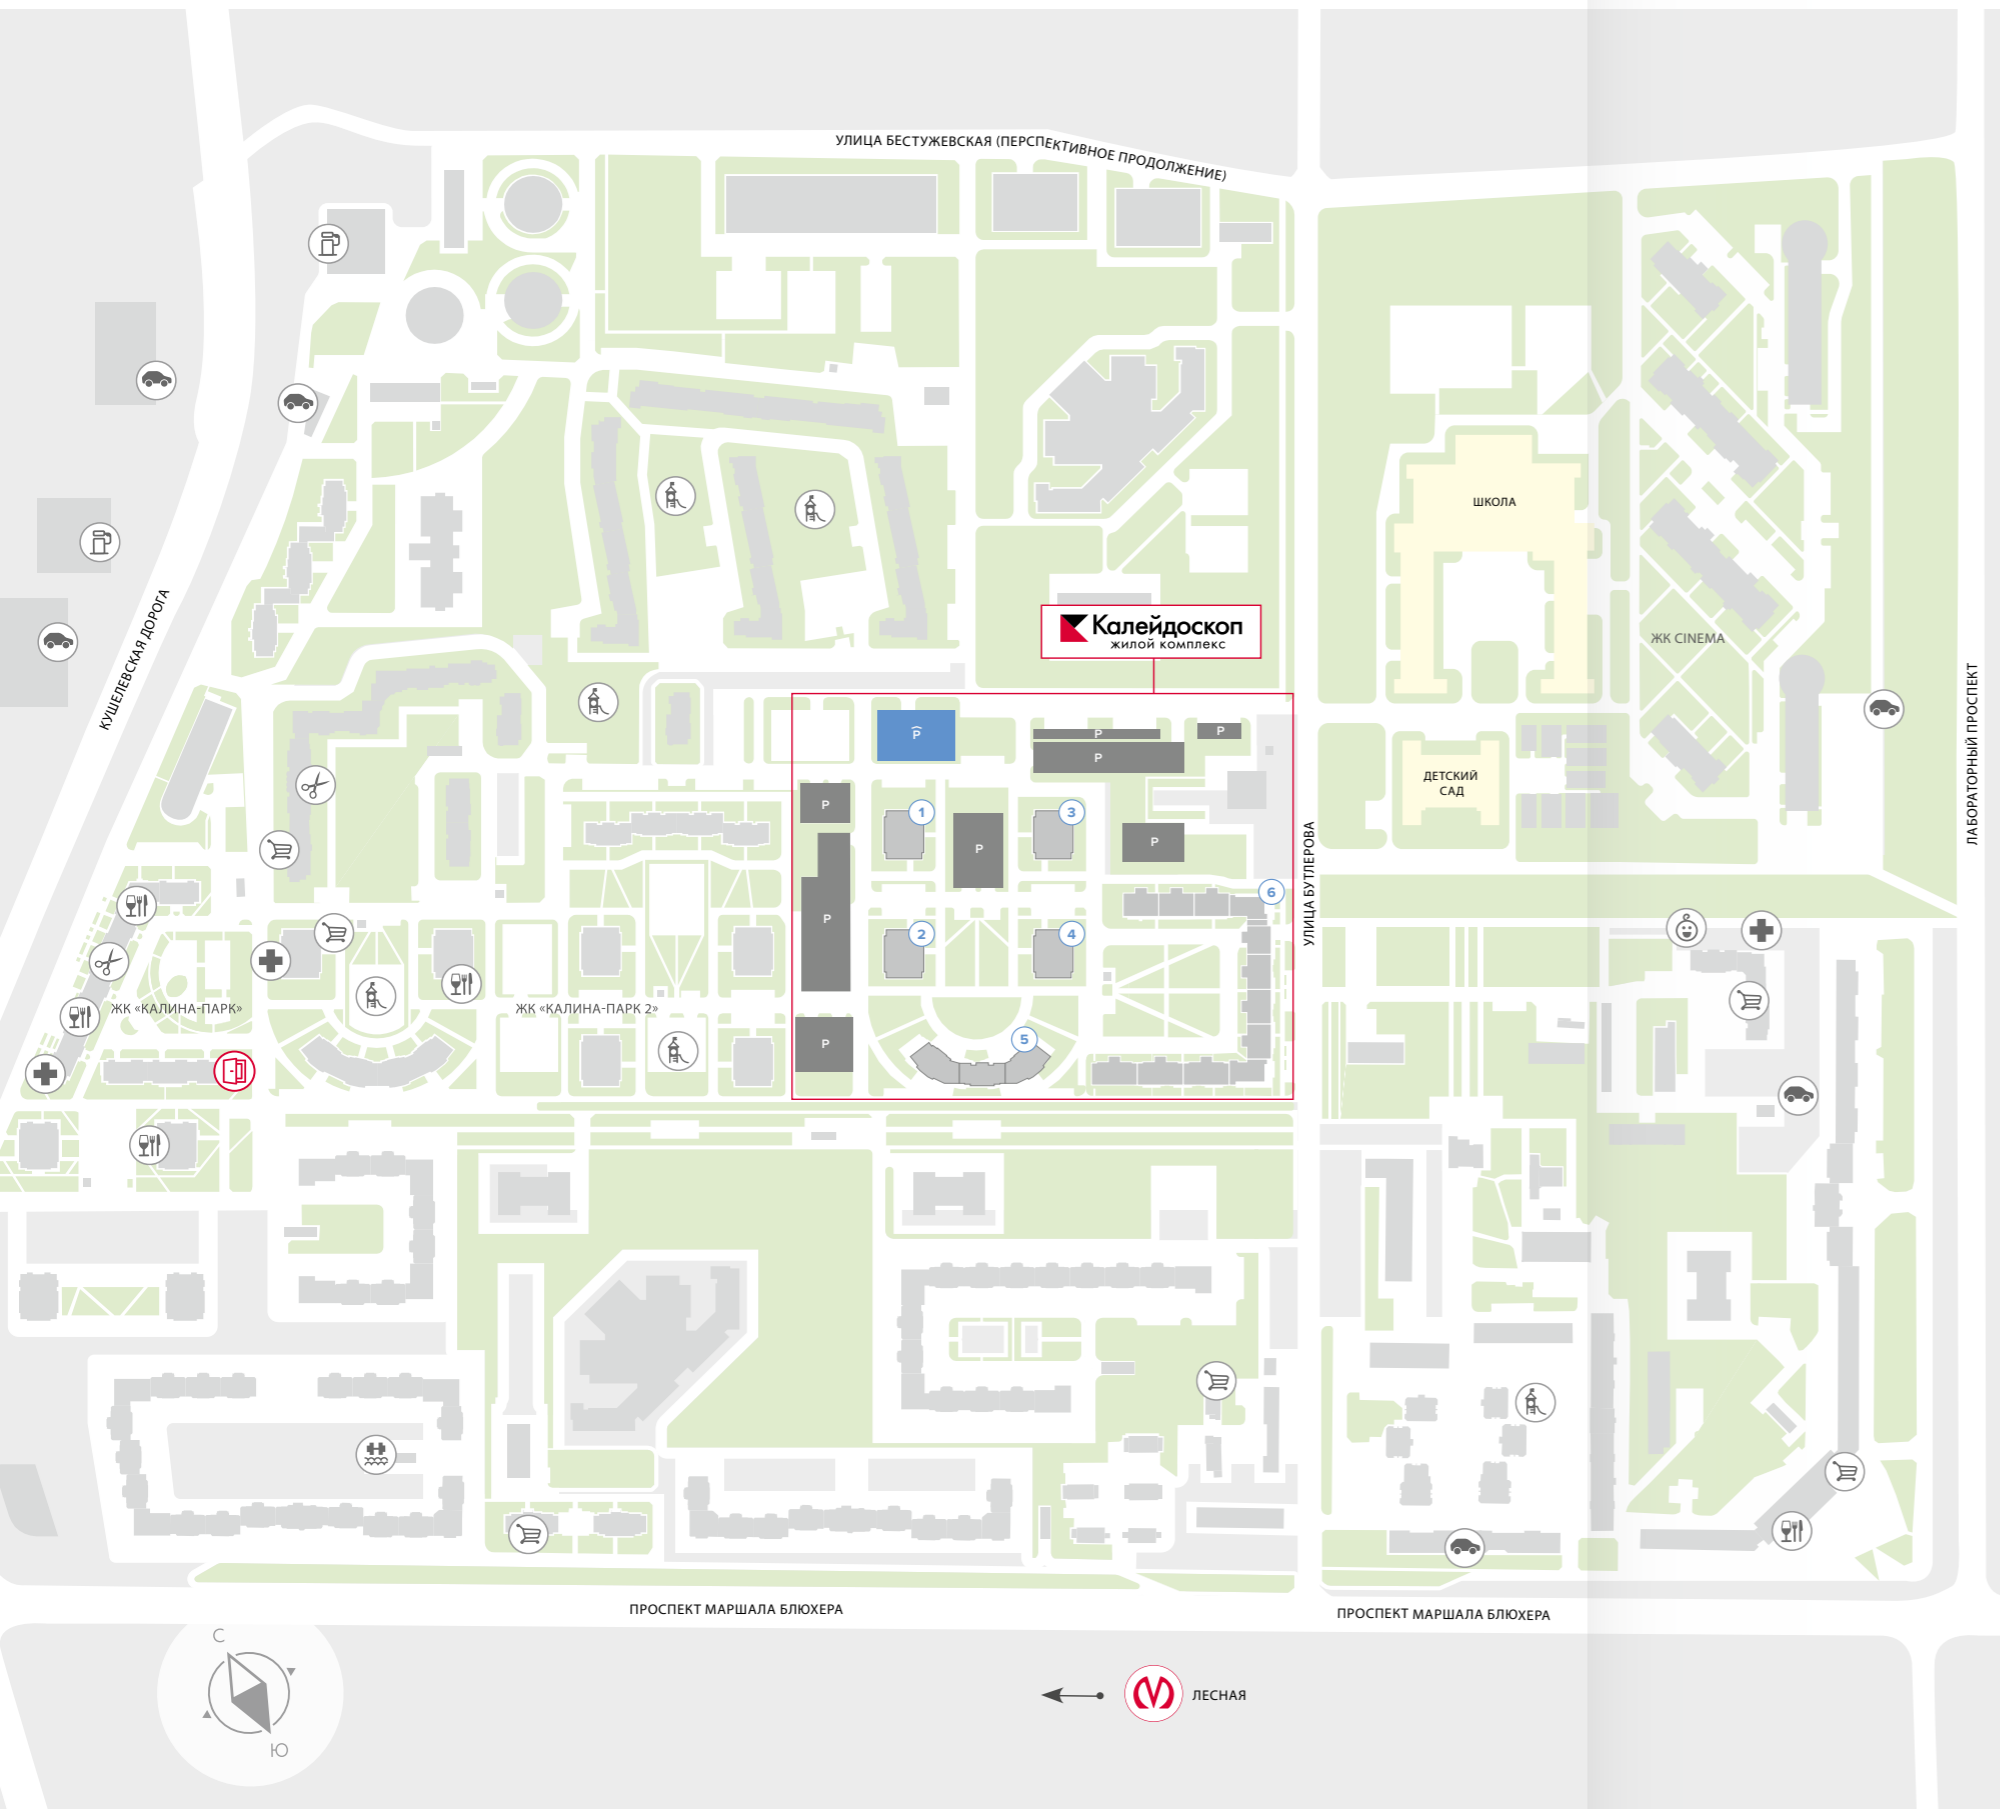 УЛИЦА БЕСТУЖЕВСКАЯ (ПЕРСПЕКТИВНОЕ ПРОДОЛЖЕНИЕ)
ШКОЛА
КУШЕЛЕВСКАЯ ДОРОГА
Калейдоскоп
жилой комплекс
ЖК CINEMA
ЛАБОРАТОРНЫЙ ПРОСПЕКТ
P
P
P
P
ДЕТСКИЙ
САД
P
1
3
P
P
УЛИЦА БУТЛЕРОВА
6
P
2
4
ЖК «КАЛИНА-ПАРК»
ЖК «КАЛИНА-ПАРК 2»
P
5
ПРОСПЕКТ МАРШАЛА БЛЮХЕРА
ПРОСПЕКТ МАРШАЛА БЛЮХЕРА
С
ЛЕСНАЯ
Ю